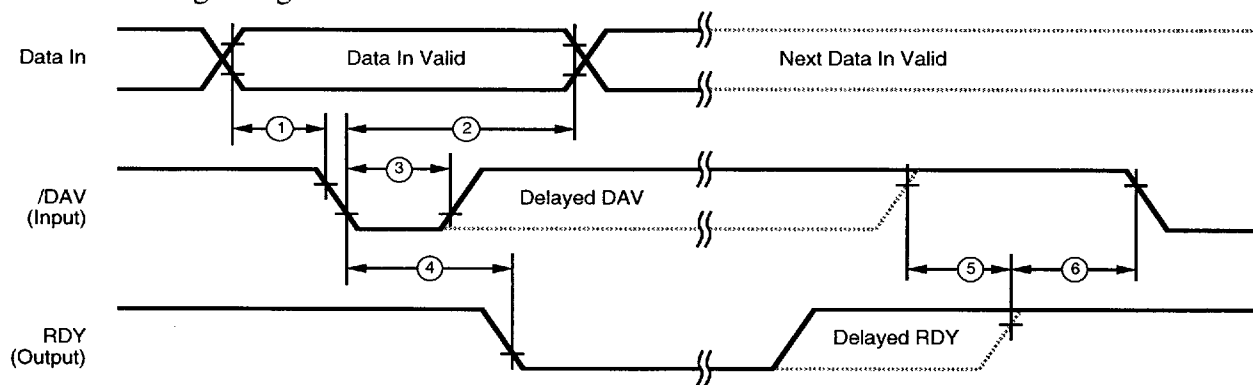 Data In
Data In Valid
Next Data In Valid
1
2
3
/DAV
(Input)
Delayed DAV
4
5
6
RDY
(Output)
Delayed RDY